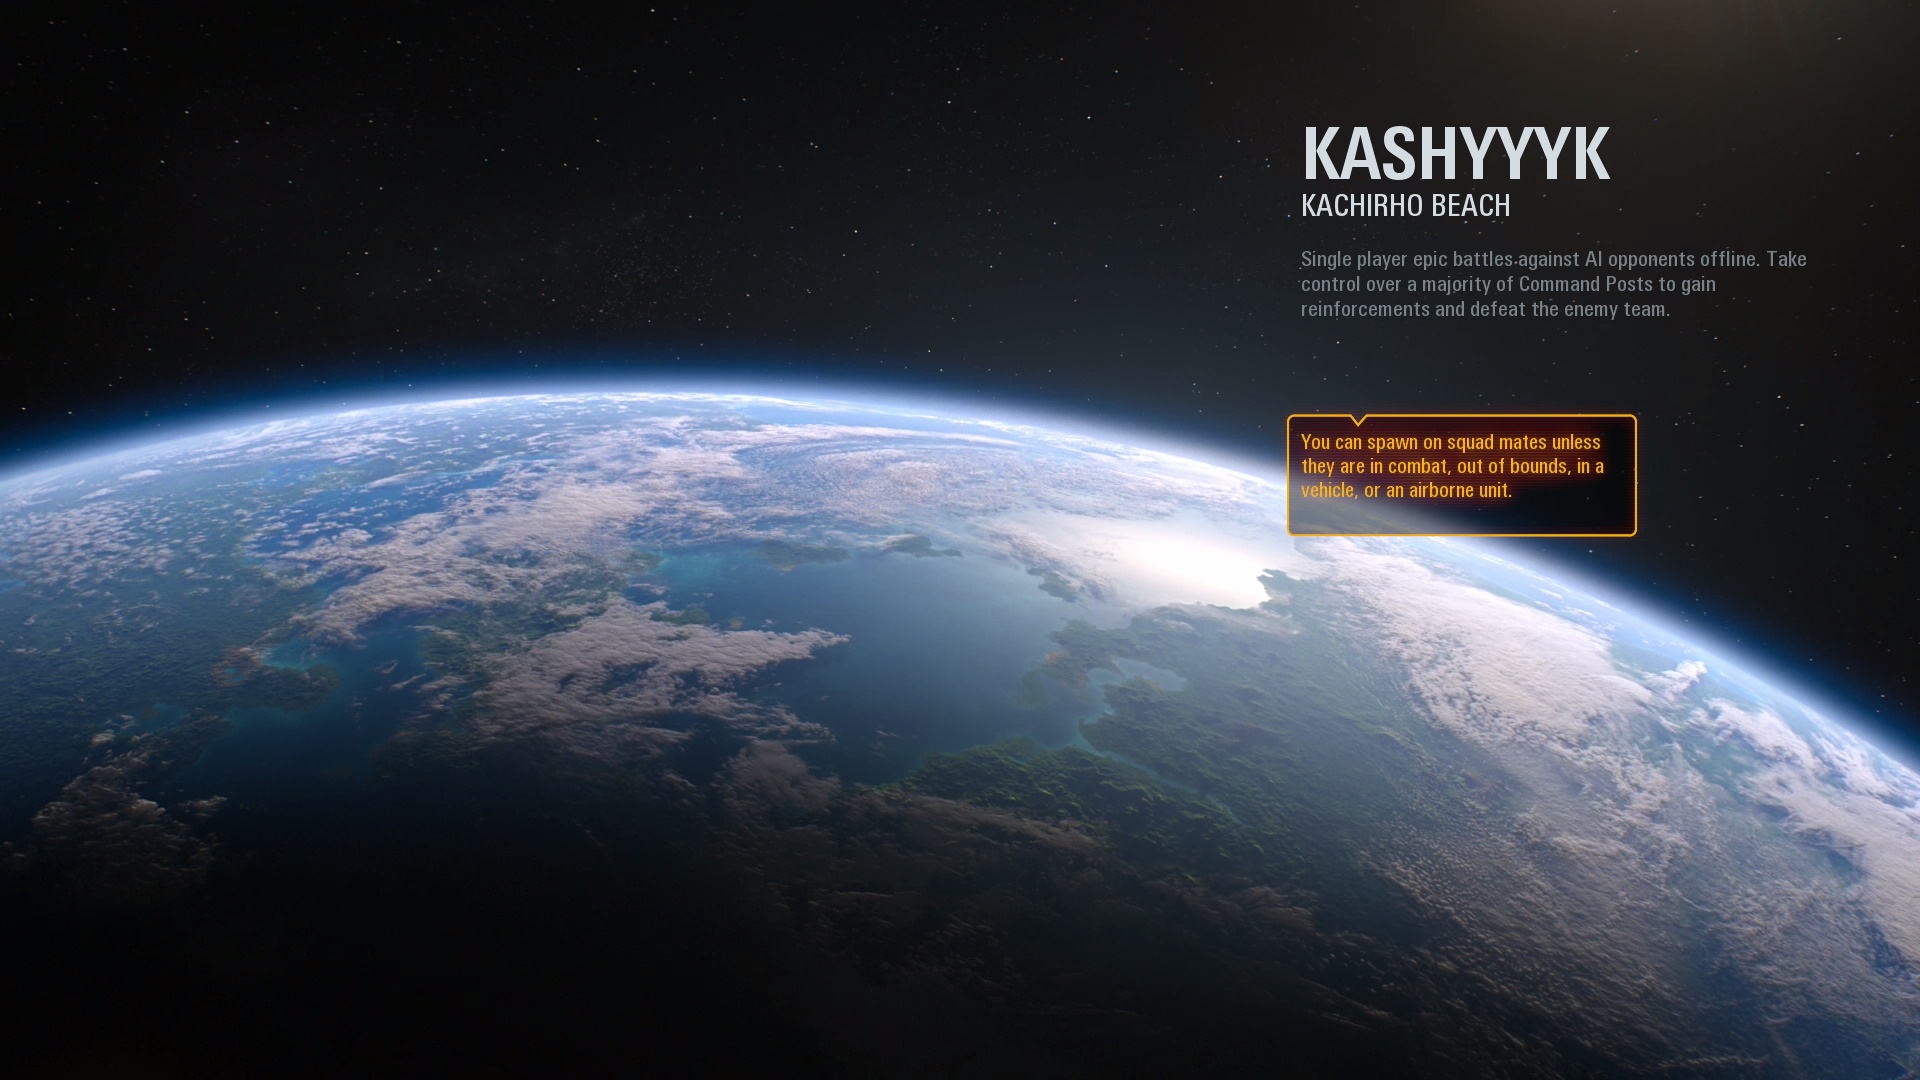 KASHYYYK
KACHIRHO BEACH
Single player epic battles against AI opponents offline. Take
control over a majority of Command Posts to gain
reinforcements and defeat the enemy team.
You can spawn on squad mates unless
they are in combat, out of bounds, in a
vehicle, or an airborne unit.